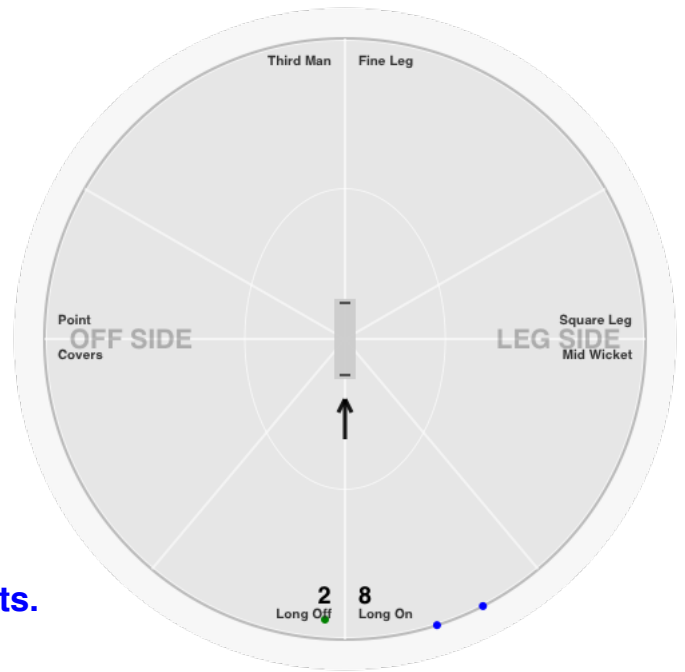 Third Man
Fine Leg
Point
Square Leg
OFF SIDE
LEG SIDE
Covers
Mid Wicket
2
8
ts.
Long Off
Long On